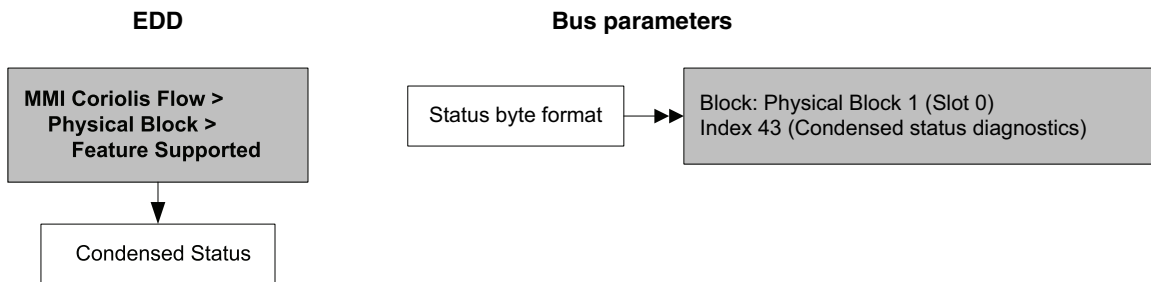 EDD
MMI Coriolis Flow >
Physical Block >
Feature Supported
Condensed Status
Bus parameters
Status byte format
Block: Physical Block 1 (Slot 0)
Index 43 (Condensed status diagnostics)